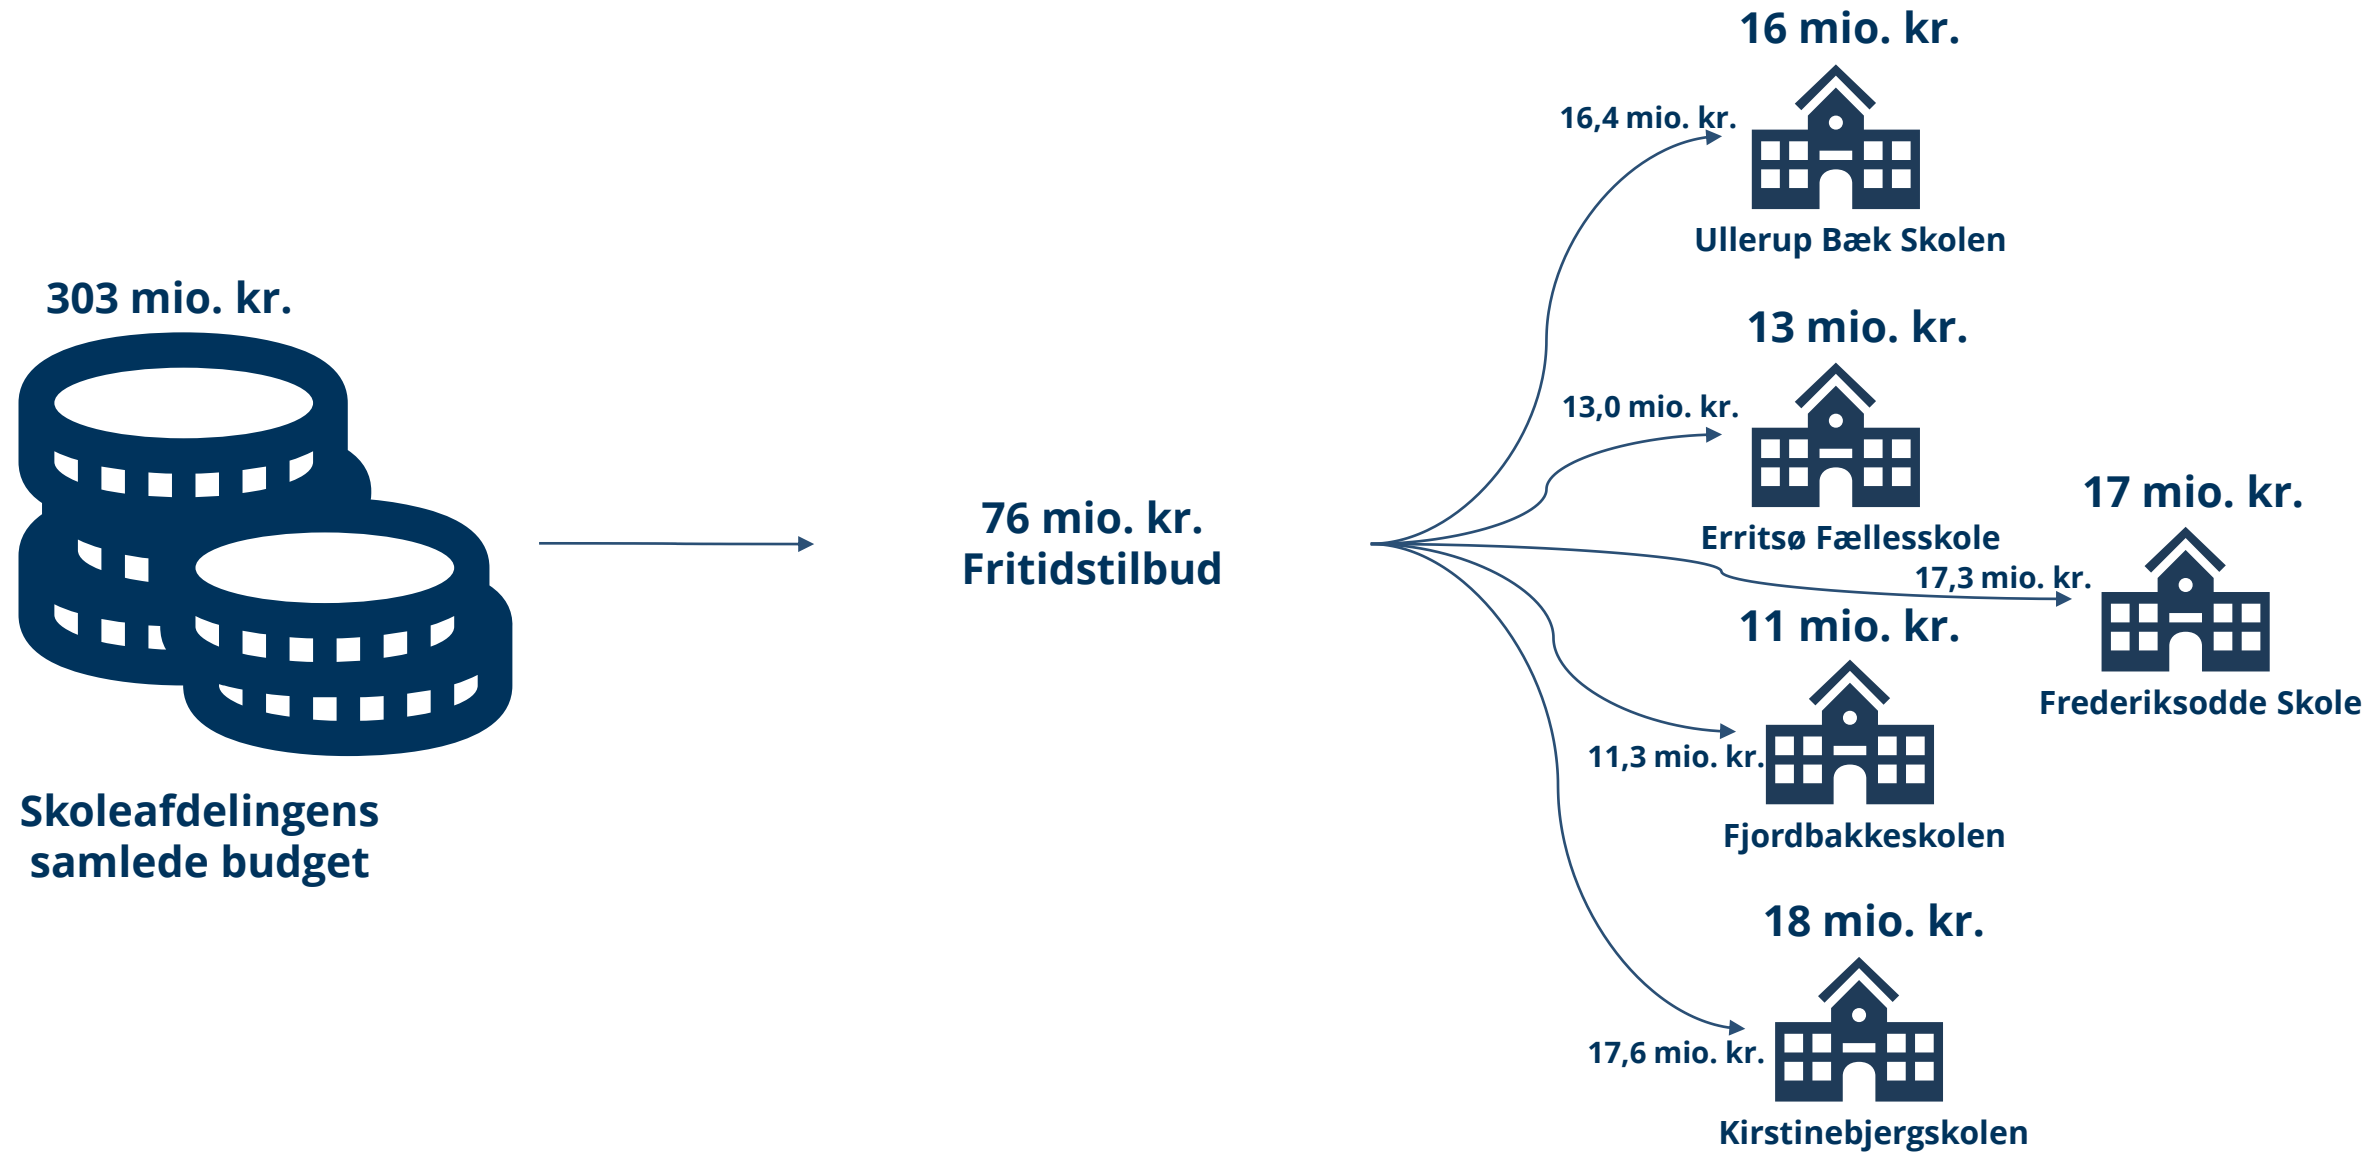 303 mio. kr.
Skoleafdelingens
samlede budget
76 mio. kr.
Fritidstilbud
16 mio. kr.
16,4 mio. kr.
Ullerup Bæk Skolen
13 mio. kr.
13,0 mio. kr.
Erritsø Fællesskole
17 mio. kr.
17,3 mio. kr.
Frederiksodde Skole
11 mio. kr.
11,3 mio. kr.
Fjordbakkeskolen
18 mio. kr.
17,6 mio. kr.
Kirstinebjergskolen